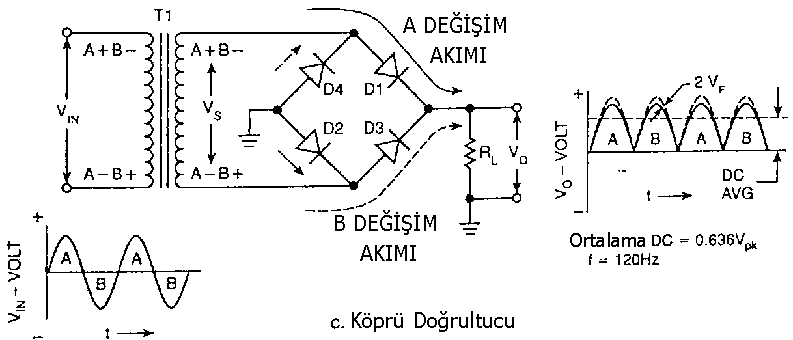 T1
A DEĞİŞİM
AKIMI
A+B−
A+B−
D4
D1
V_IN
V_S
D2
D3
R_L
V_O
A−B+
A−B+
B DEĞİŞİM
AKIMI
2 V_F
+
V_O − VOLT
−
A
B
A
B
t
DC
AVG
Ortalama DC = 0.636V_pk
f = 120Hz
+
V_IN − VOLT
−
A
B
A
B
t
c. Köprü Doğrultucu